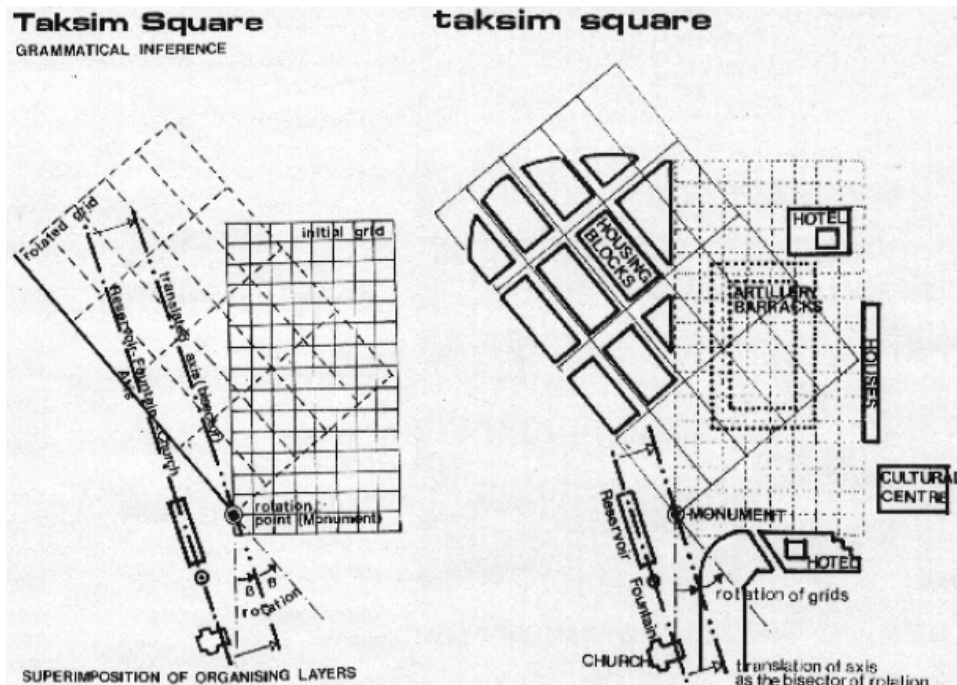 Taksim Square
GRAMMATICAL INFERENCE
rotated grid
initial grid
translated axis (bisector)
Reservoir-Fountain-Church
Axis
rotation
point (Monument)
B
B
rotation
SUPERIMPOSITION OF ORGANISING LAYERS
taksim square
HOUSING
BLOCKS
HOTEL
ARTILLERY
BARRACKS
HOUSES
CULTURAL
CENTRE
Reservoir
MONUMENT
HOTEL
Fountain
rotation of grids
CHURCH
translation of axis
as the bisector of rotation